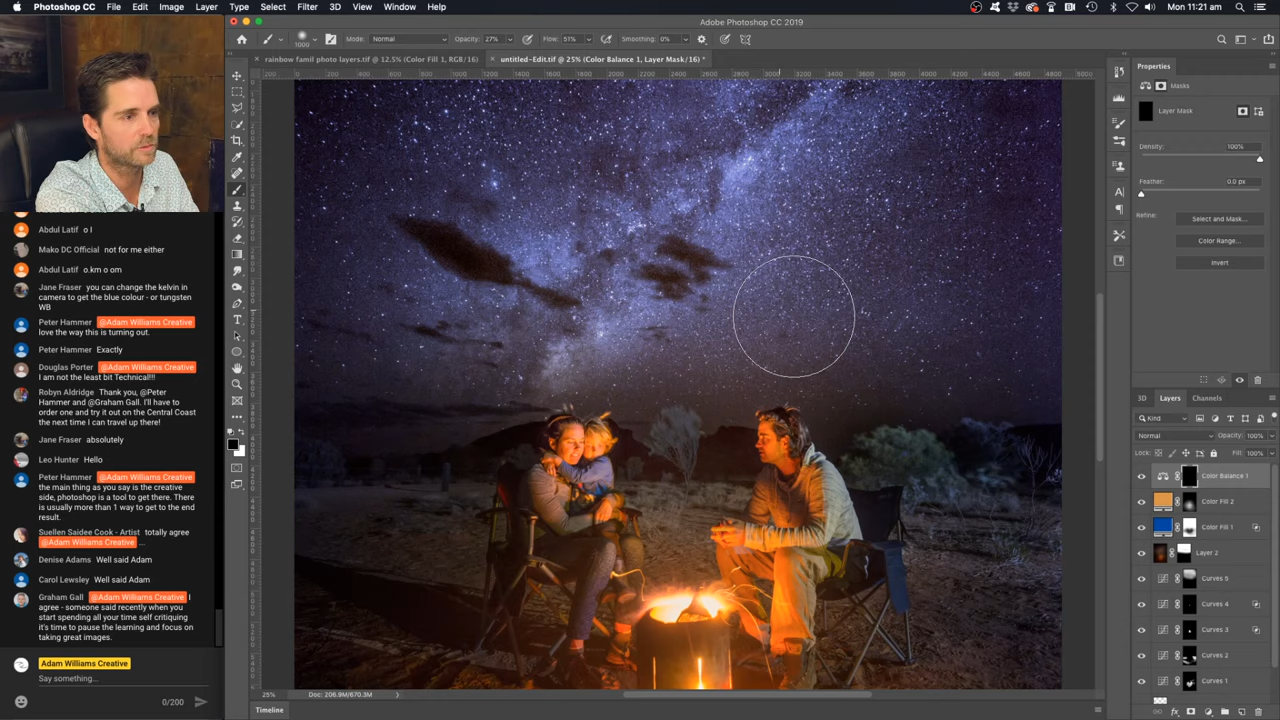 Photoshop CC File Edit Image Layer Type Select Filter 3D View Window Help
11:21 am
Adobe Photoshop CC 2019
1000 Mode: Normal Opacity: 27% Flow: 51% Smoothing: 0%
rainbow famil photo layers.tif @ 12.5% (Color Fill 1, RGB/16)
untitled-Edit.tif @ 25% (Color Balance 1, Layer Mask/16) *
Abdul Latif o l
Mako DC Official not for me either
Abdul Latif o.km o om
Jane Fraser you can change the kelvin in
camera to get the blue colour - or tungsten
WB
Peter Hammer @Adam Williams Creative
love the way this is turning out.
Peter Hammer Exactly
Douglas Porter @Adam Williams Creative
I am not the least bit Technical!!!
Robyn Aldridge Thank you, @Peter
Hammer and @Graham Gall. I'll have to
order one and try it out on the Central Coast
the next time I can travel up there!
Jane Fraser absolutely
Leo Hunter Hello
Peter Hammer @Adam Williams Creative
the main thing as you say is the creative
side, photoshop is a tool to get there. There
is usually more than 1 way to get to the end
result.
Suellen Saidee Cook - Artist totally agree
@Adam Williams Creative ...
Denise Adams Well said Adam
Carol Lewsley Well said Adam
Graham Gall @Adam Williams Creative I
agree - someone said recently when you
start spending all your time self critiquing
it's time to pause the learning and focus on
taking great images.
Adam Williams Creative
Say something...
0/200
25% Doc: 206.9M/670.3M
Timeline
Properties
Masks
Layer Mask
Density: 100%
Feather: 0.0 px
Refine: Select and Mask...
Color Range...
Invert
3D Layers Channels
Kind
Normal Opacity: 100%
Lock: Fill: 100%
Color Balance 1
Color Fill 2
Color Fill 1
Layer 2
Curves 5
Curves 4
Curves 3
Curves 2
Curves 1